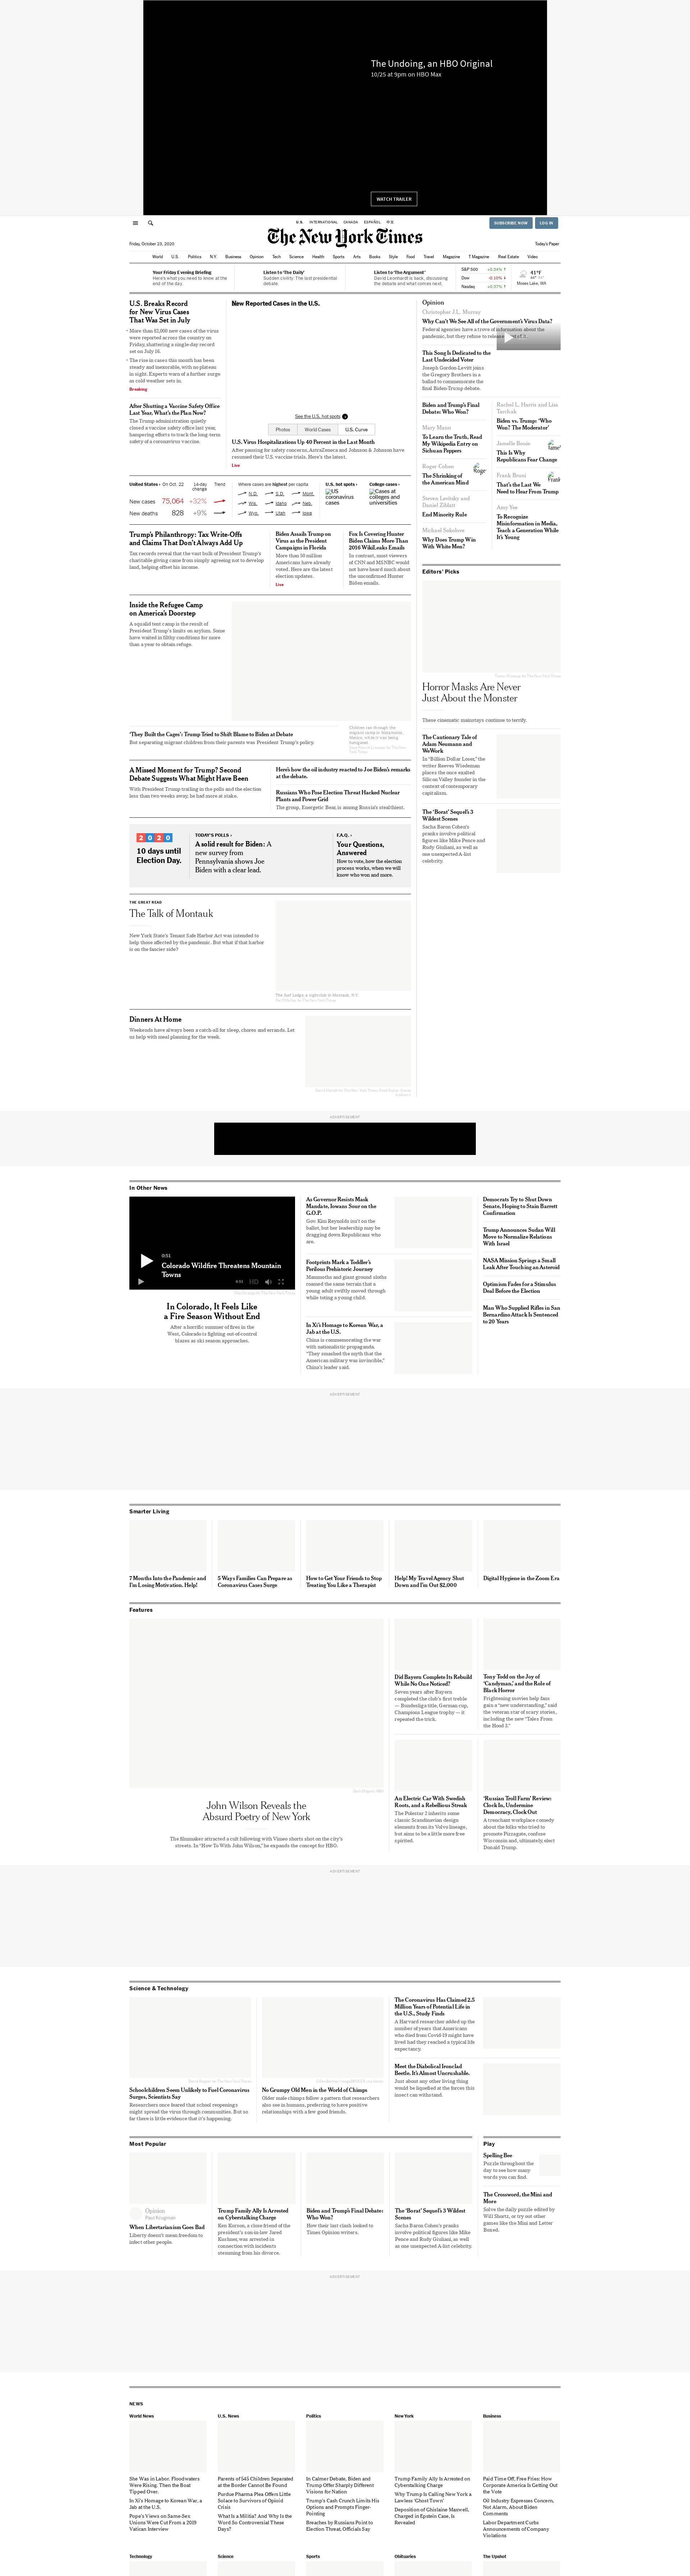 The Undoing, an HBO Original
10/25 at 9pm on HBO Max
WATCH TRAILER
U.S.
INTERNATIONAL
CANADA
ESPAÑOL
中文
SUBSCRIBE NOW
LOG IN
The New York Times
Friday, October 23, 2020
Today's Paper
World
U.S.
Politics
N.Y.
Business
Opinion
Tech
Science
Health
Sports
Arts
Books
Style
Food
Travel
Magazine
T Magazine
Real Estate
Video
Your Friday Evening Briefing
Here's what you need to know at the
end of the day.
Listen to 'The Daily'
Sudden civility: The last presidential
debate.
Listen to 'The Argument'
David Leonhardt is back, discussing
the debate and what comes next.
S&P 500
+0.34% ↑
Dow
-0.10% ↓
Nasdaq
+0.37% ↑
41°F
Moses Lake, WA
U.S. Breaks Record
for New Virus Cases
That Was Set in July
• More than 82,000 new cases of the virus
were reported across the country on
Friday, shattering a single-day record
set on July 16.
• The rise in cases this month has been
steady and inexorable, with no plateau
in sight. Experts warn of a further surge
as cold weather sets in.
Breaking
After Shutting a Vaccine Safety Office
Last Year, What's the Plan Now?
The Trump administration quietly
closed a vaccine safety office last year,
hampering efforts to track the long-term
safety of a coronavirus vaccine.
New Reported Cases in the U.S.
See the U.S. hot spots
Photos
World Cases
U.S. Curve
U.S. Virus Hospitalizations Up 40 Percent in the Last Month
After pausing for safety concerns, AstraZeneca and Johnson & Johnson have
resumed their U.S. vaccine trials. Here's the latest.
Live
United States › On Oct. 22
14-day
change
Trend
New cases 75,064 +32%
New deaths 828 +9%
Where cases are highest per capita
N.D.
S.D.
Mont.
Wis.
Idaho
Neb.
Wyo.
Utah
Iowa
U.S. hot spots ›
US
coronavirus
cases
College cases ›
Cases at
colleges and
universities
Trump's Philanthropy: Tax Write-Offs
and Claims That Don't Always Add Up
Tax records reveal that the vast bulk of President Trump's
charitable giving came from simply agreeing not to develop
land, helping offset his income.
Biden Assails Trump on
Virus as the President
Campaigns in Florida
More than 50 million
Americans have already
voted. Here are the latest
election updates.
Live
Fox Is Covering Hunter
Biden Claims More Than
2016 WikiLeaks Emails
In contrast, most viewers
of CNN and MSNBC would
not have heard much about
the unconfirmed Hunter
Biden emails.
Inside the Refugee Camp
on America's Doorstep
A squalid tent camp is the result of
President Trump's limits on asylum. Some
have waited in filthy conditions for more
than a year to obtain refuge.
'They Built the Cages': Trump Tried to Shift Blame to Biden at Debate
But separating migrant children from their parents was President Trump's policy.
A Missed Moment for Trump? Second
Debate Suggests What Might Have Been
With President Trump trailing in the polls and the election
less than two weeks away, he had more at stake.
Here's how the oil industry reacted to Joe Biden's remarks
at the debate.
Russians Who Pose Election Threat Hacked Nuclear
Plants and Power Grid
The group, Energetic Bear, is among Russia's stealthiest.
2020
10 days until
Election Day.
TODAY'S POLLS ›
A solid result for Biden: A
new survey from
Pennsylvania shows Joe
Biden with a clear lead.
F.A.Q. ›
Your Questions,
Answered
How to vote, how the election
process works, when we will
know who won and more.
THE GREAT READ
The Talk of Montauk
New York State's Tenant Safe Harbor Act was intended to
help those affected by the pandemic. But what if that harbor
is on the fancier side?
The Surf Lodge, a nightclub in Montauk, N.Y.
Dinners At Home
Weekends have always been a catch-all for sleep, chores and errands. Let
us help with meal planning for the week.
Opinion
Christopher J.L. Murray
Why Can't We See All of the Government's Virus Data?
Federal agencies have a trove of information about the
pandemic, but they refuse to release most of it.
This Song Is Dedicated to the
Last Undecided Voter
Joseph Gordon-Levitt joins
the Gregory Brothers in a
ballad to commemorate the
final Biden-Trump debate.
Biden and Trump's Final
Debate: Who Won?
Mary Mann
To Learn the Truth, Read
My Wikipedia Entry on
Sichuan Peppers
Roger Cohen
The Shrinking of
the American Mind
Steven Levitsky and
Daniel Ziblatt
End Minority Rule
Michael Sokolove
Why Does Trump Win
With White Men?
Rachel L. Harris and Lisa
Tarchak
Biden vs. Trump: 'Who
Won? The Moderator'
Jamelle Bouie
This Is Why
Republicans Fear Change
Frank Bruni
That's the Last We
Need to Hear From Trump
Amy Yee
To Recognize
Misinformation in Media,
Teach a Generation While
It's Young
Editors' Picks
Horror Masks Are Never
Just About the Monster
These cinematic mainstays continue to terrify.
The Cautionary Tale of
Adam Neumann and
WeWork
In "Billion Dollar Loser," the
writer Reeves Wiedeman
places the once exalted
Silicon Valley founder in the
context of contemporary
capitalism.
The 'Borat' Sequel's 3
Wildest Scenes
Sacha Baron Cohen's
pranks involve political
figures like Mike Pence and
Rudy Giuliani, as well as
one unexpected A-list
celebrity.
ADVERTISEMENT
In Other News
0:51
Colorado Wildfire Threatens Mountain
Towns
0:51
HD
In Colorado, It Feels Like
a Fire Season Without End
After a horrific summer of fires in the
West, Colorado is fighting out-of-control
blazes as ski season approaches.
As Governor Resists Mask
Mandate, Iowans Sour on the
G.O.P.
Gov. Kim Reynolds isn't on the
ballot, but her leadership may be
dragging down Republicans who
are.
Footprints Mark a Toddler's
Perilous Prehistoric Journey
Mammoths and giant ground sloths
roamed the same terrain that a
young adult swiftly moved through
while toting a young child.
In Xi's Homage to Korean War, a
Jab at the U.S.
China is commemorating the war
with nationalistic propaganda.
"They smashed the myth that the
American military was invincible,"
China's leader said.
Democrats Try to Shut Down
Senate, Hoping to Stain Barrett
Confirmation
Trump Announces Sudan Will
Move to Normalize Relations
With Israel
NASA Mission Springs a Small
Leak After Touching an Asteroid
Optimism Fades for a Stimulus
Deal Before the Election
Man Who Supplied Rifles in San
Bernardino Attack Is Sentenced
to 20 Years
ADVERTISEMENT
Smarter Living
7 Months Into the Pandemic and
I'm Losing Motivation. Help!
5 Ways Families Can Prepare as
Coronavirus Cases Surge
How to Get Your Friends to Stop
Treating You Like a Therapist
Help! My Travel Agency Shut
Down and I'm Out $2,000
Digital Hygiene in the Zoom Era
Features
John Wilson Reveals the
Absurd Poetry of New York
The filmmaker attracted a cult following with Vimeo shorts shot on the city's
streets. In "How To With John Wilson," he expands the concept for HBO.
Did Bayern Complete Its Rebuild
While No One Noticed?
Seven years after Bayern
completed the club's first treble
— Bundesliga title, German cup,
Champions League trophy — it
repeated the trick.
Tony Todd on the Joy of
'Candyman,' and the Role of
Black Horror
Frightening movies help fans
gain a "new understanding," said
the veteran star of scary stories,
including the new "Tales From
the Hood 3."
An Electric Car With Swedish
Roots, and a Rebellious Streak
The Polestar 2 inherits some
classic Scandinavian design
elements from its Volvo lineage,
but aims to be a little more free
spirited.
'Russian Troll Farm' Review:
Clock In, Undermine
Democracy, Clock Out
A trenchant workplace comedy
about the folks who tried to
promote Pizzagate, confuse
Wisconsin and, ultimately, elect
Donald Trump.
ADVERTISEMENT
Science & Technology
Schoolchildren Seem Unlikely to Fuel Coronavirus
Surges, Scientists Say
Researchers once feared that school reopenings
might spread the virus through communities. But so
far there is little evidence that it's happening.
No Grumpy Old Men in the World of Chimps
Older male chimps follow a pattern that researchers
also see in humans, preferring to have positive
relationships with a few good friends.
The Coronavirus Has Claimed 2.5
Million Years of Potential Life in
the U.S., Study Finds
A Harvard researcher added up the
number of years that Americans
who died from Covid-19 might have
lived had they reached a typical life
expectancy.
Meet the Diabolical Ironclad
Beetle. It's Almost Uncrushable.
Just about any other living thing
would be liquefied at the forces this
insect can withstand.
Most Popular
Opinion
Paul Krugman
When Libertarianism Goes Bad
Liberty doesn't mean freedom to
infect other people.
Trump Family Ally Is Arrested
on Cyberstalking Charge
Ken Kurson, a close friend of the
president's son-in-law Jared
Kushner, was arrested in
connection with incidents
stemming from his divorce.
Biden and Trump's Final Debate:
Who Won?
How their last clash looked to
Times Opinion writers.
The 'Borat' Sequel's 3 Wildest
Scenes
Sacha Baron Cohen's pranks
involve political figures like Mike
Pence and Rudy Giuliani, as well
as one unexpected A-list celebrity.
Play
Spelling Bee
Puzzle throughout the
day to see how many
words you can find.
The Crossword, the Mini and
More
Solve the daily puzzle edited by
Will Shortz, or try out other
games like the Mini and Letter
Boxed.
ADVERTISEMENT
NEWS
World News
She Was in Labor. Floodwaters
Were Rising. Then the Boat
Tipped Over.
In Xi's Homage to Korean War, a
Jab at the U.S.
Pope's Views on Same-Sex
Unions Were Cut From a 2019
Vatican Interview
U.S. News
Parents of 545 Children Separated
at the Border Cannot Be Found
Purdue Pharma Plea Offers Little
Solace to Survivors of Opioid
Crisis
What Is a Militia? And Why Is the
Word So Controversial These
Days?
Politics
In Calmer Debate, Biden and
Trump Offer Sharply Different
Visions for Nation
Trump's Cash Crunch Limits His
Options and Prompts Finger-
Pointing
Breaches by Russians Point to
Election Threat, Officials Say
New York
Trump Family Ally Is Arrested on
Cyberstalking Charge
Why Trump Is Calling New York a
Lawless 'Ghost Town'
Deposition of Ghislaine Maxwell,
Charged in Epstein Case, Is
Revealed
Business
Paid Time Off, Free Fries: How
Corporate America Is Getting Out
the Vote
Oil Industry Expresses Concern,
Not Alarm, About Biden
Comments
Labor Department Curbs
Announcements of Company
Violations
Technology
Science
Sports
Obituaries
The Upshot